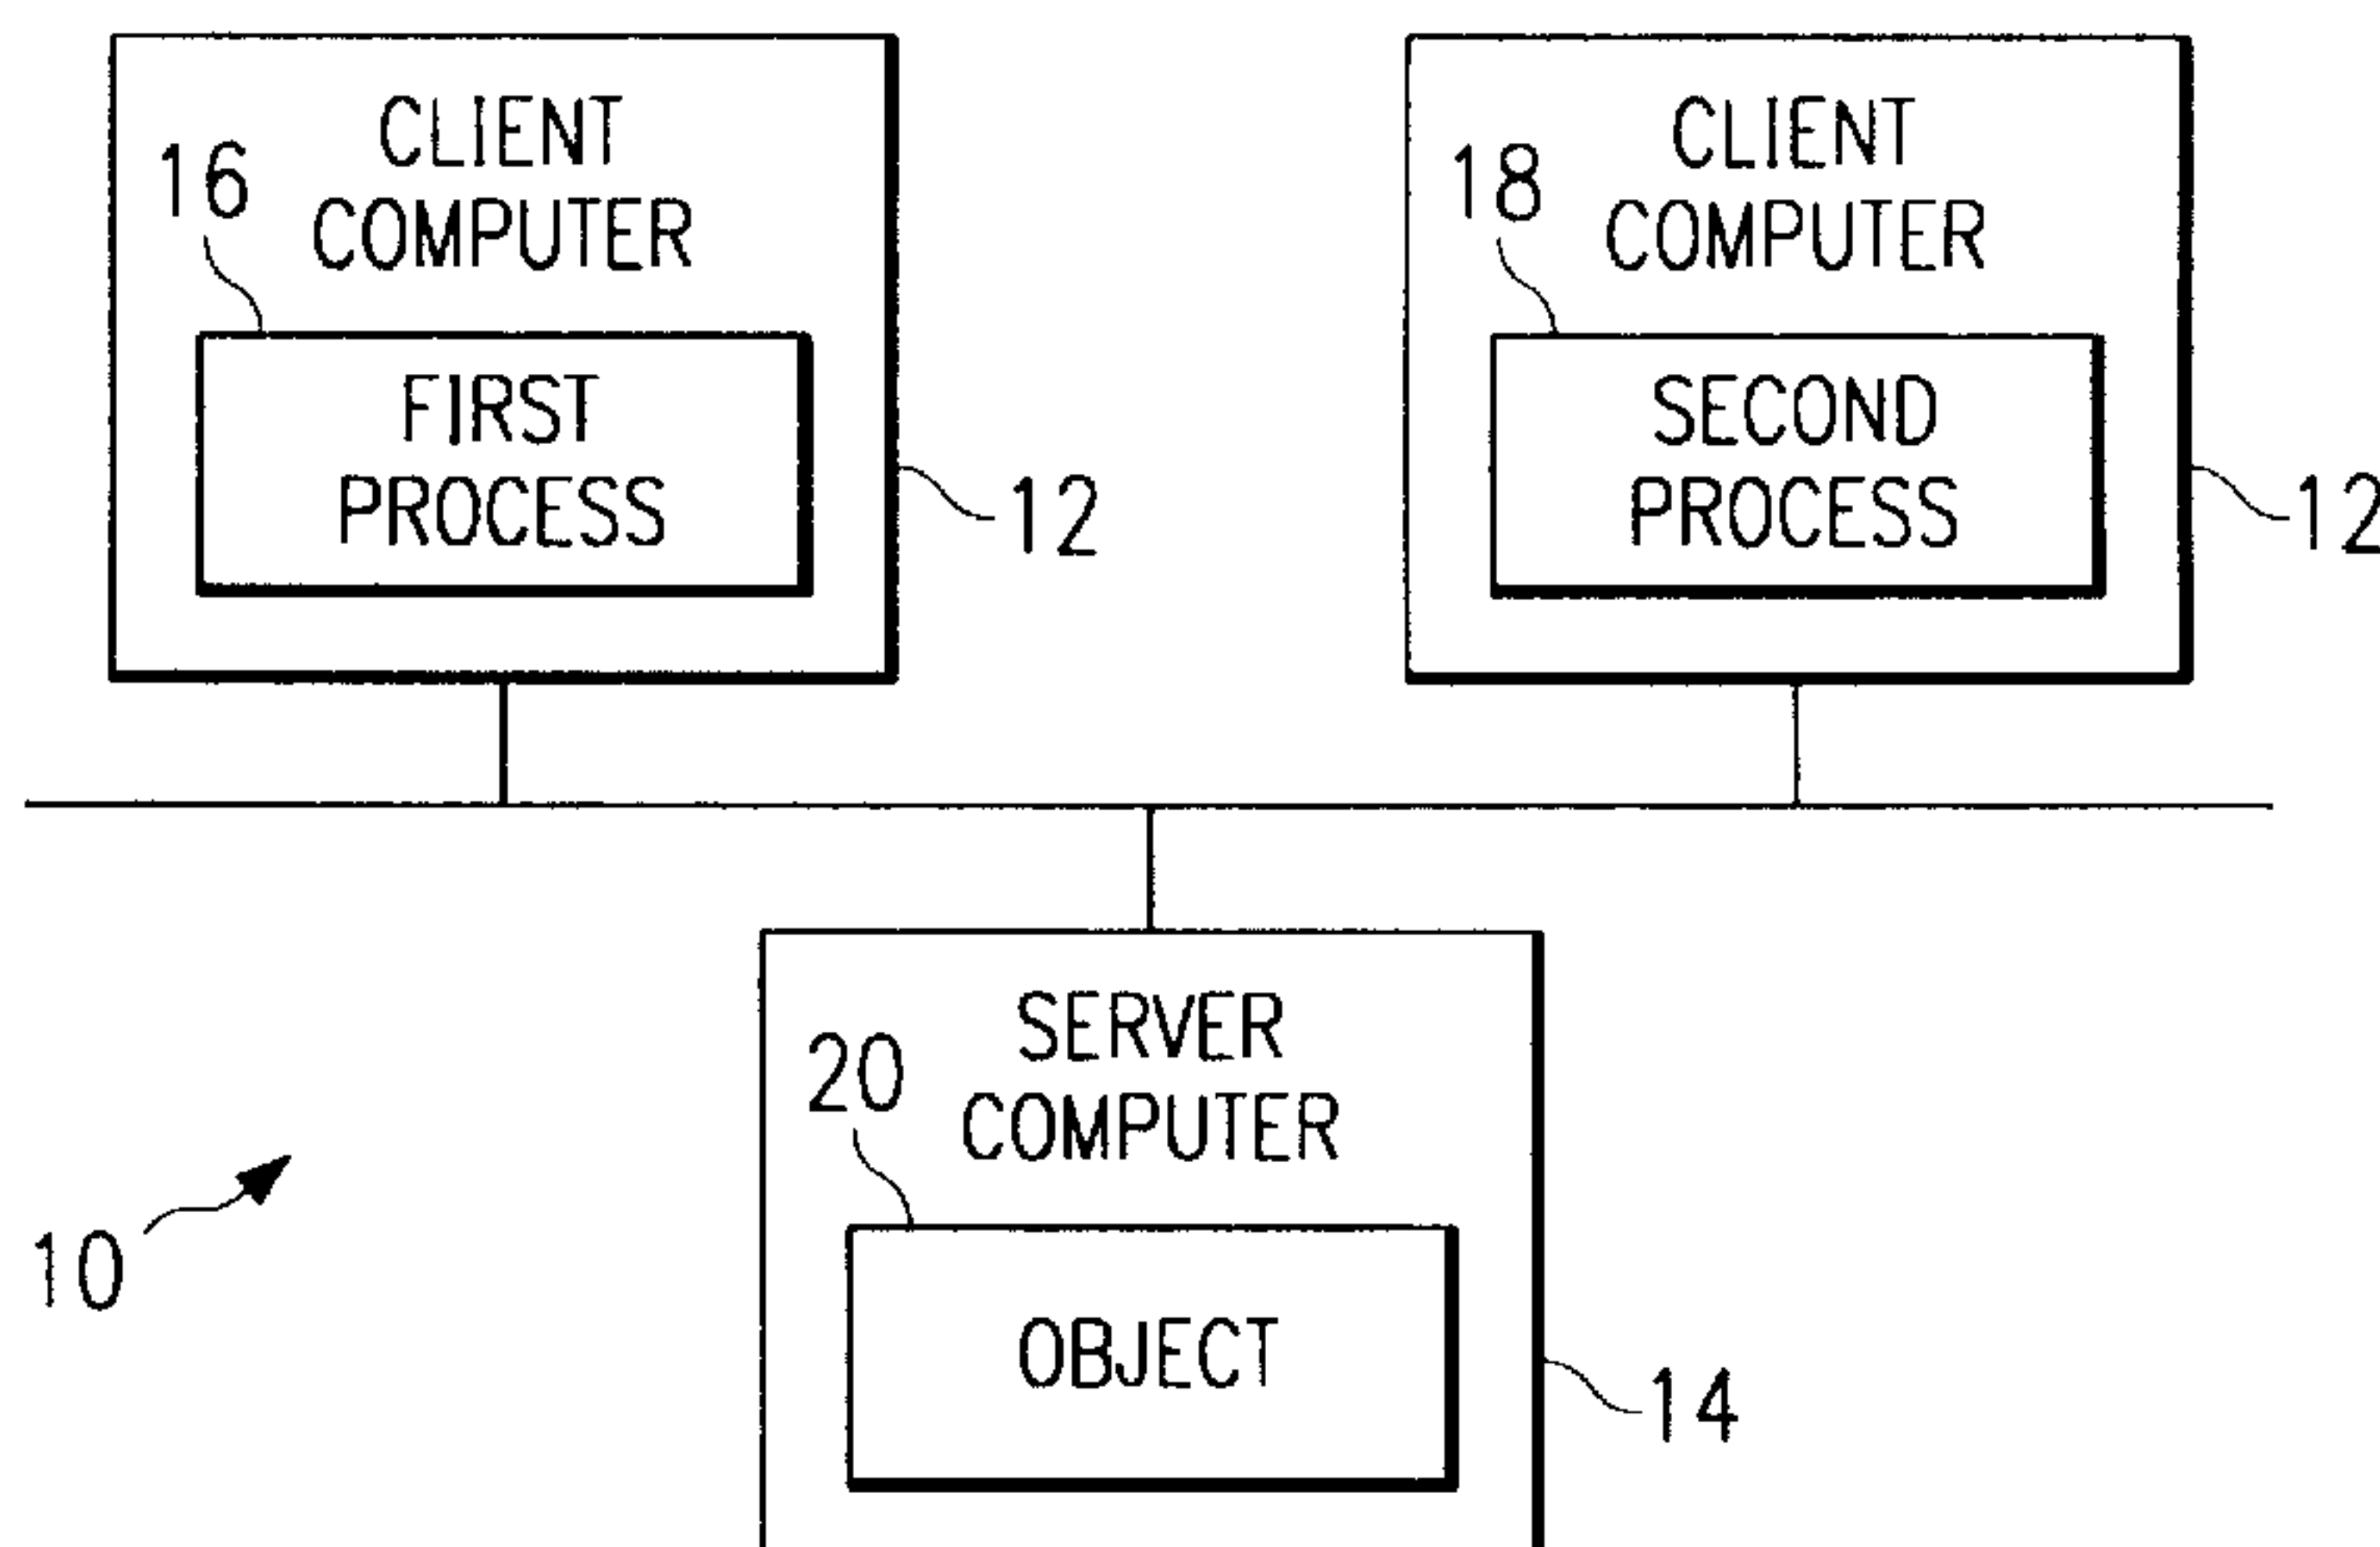 CLIENT
COMPUTER
16
FIRST
PROCESS
12
CLIENT
COMPUTER
18
SECOND
PROCESS
12
SERVER
COMPUTER
20
OBJECT
14
10